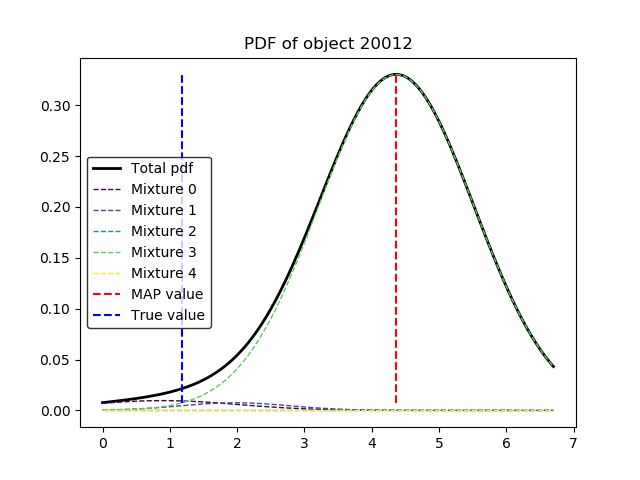 PDF of object 20012
0.30
0.25
0.20
0.15
0.10
0.05
0.00
Total pdf
Mixture 0
Mixture 1
Mixture 2
Mixture 3
Mixture 4
MAP value
True value
0 1 2 3 4 5 6 7